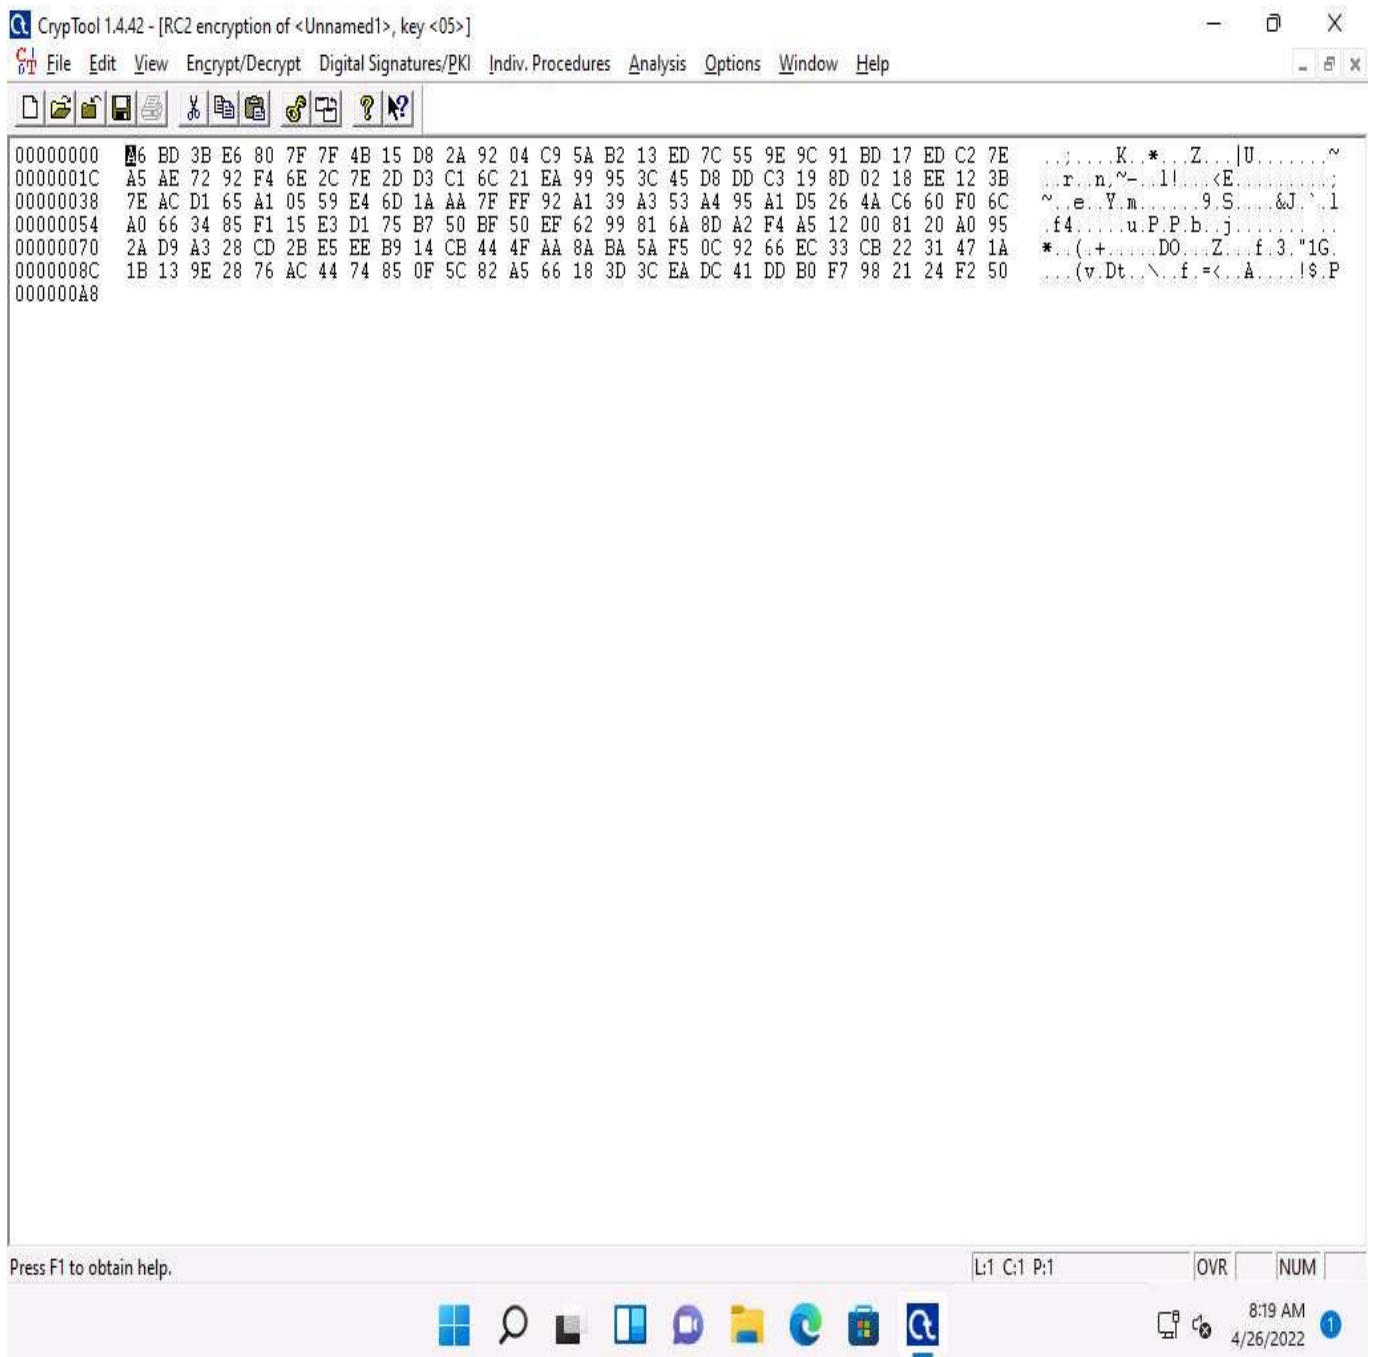 CrypTool 1.4.42 - [RC2 encryption of <Unnamed1>, key <05>]
File Edit View Encrypt/Decrypt Digital Signatures/PKI Indiv. Procedures Analysis Options Window Help
00000000 A6 BD 3B E6 80 7F 7F 4B 15 D8 2A 92 04 C9 5A B2 13 ED 7C 55 9E 9C 91 BD 17 ED C2 7E ..;....K..*...Z...|U.......~
0000001C A5 AE 72 92 F4 6E 2C 7E 2D D3 C1 6C 21 EA 99 95 3C 45 D8 DD C3 19 8D 02 18 EE 12 3B ..r..n,~-..l!...<E.........;
00000038 7E AC D1 65 A1 05 59 E4 6D 1A AA 7F FF 92 A1 39 A3 53 A4 95 A1 D5 26 4A C6 60 F0 6C ~..e..Y.m......9.S....&J.`.l
00000054 A0 66 34 85 F1 15 E3 D1 75 B7 50 BF 50 EF 62 99 81 6A 8D A2 F4 A5 12 00 81 20 A0 95 .f4.....u.P.P.b..j....... ..
00000070 2A D9 A3 28 CD 2B E5 EE B9 14 CB 44 4F AA 8A BA 5A F5 0C 92 66 EC 33 CB 22 31 47 1A *..(.+.....DO...Z...f.3."1G.
0000008C 1B 13 9E 28 76 AC 44 74 85 0F 5C 82 A5 66 18 3D 3C EA DC 41 DD B0 F7 98 21 24 F2 50 ...(v.Dt..\..f.=<..A....!$.P
000000A8
Press F1 to obtain help. L:1 C:1 P:1 OVR NUM
8:19 AM
4/26/2022
1